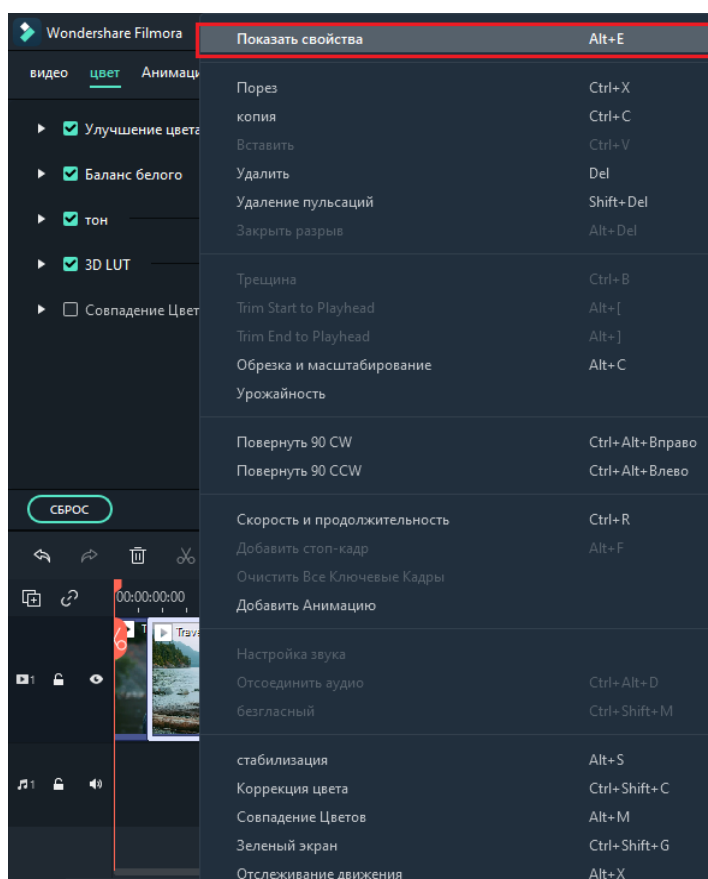 Wondershare Filmora
видео цвет Анимаци
Улучшение цвета
Баланс белого
тон
3D LUT
Совпадение Цвет
СБРОС
00:00:00:00
T Trave
1
1
Показать свойства Alt+E
Порез Ctrl+X
копия Ctrl+C
Вставить Ctrl+V
Удалить Del
Удаление пульсаций Shift+Del
Закрыть разрыв Alt+Del
Трещина Ctrl+B
Trim Start to Playhead Alt+[
Trim End to Playhead Alt+]
Обрезка и масштабирование Alt+C
Урожайность
Повернуть 90 CW Ctrl+Alt+Вправо
Повернуть 90 CCW Ctrl+Alt+Влево
Скорость и продолжительность Ctrl+R
Добавить стоп-кадр Alt+F
Очистить Все Ключевые Кадры
Добавить Анимацию
Настройка звука
Отсоединить аудио Ctrl+Alt+D
безгласный Ctrl+Shift+M
стабилизация Alt+S
Коррекция цвета Ctrl+Shift+C
Совпадение Цветов Alt+M
Зеленый экран Ctrl+Shift+G
Отслеживание движения Alt+X